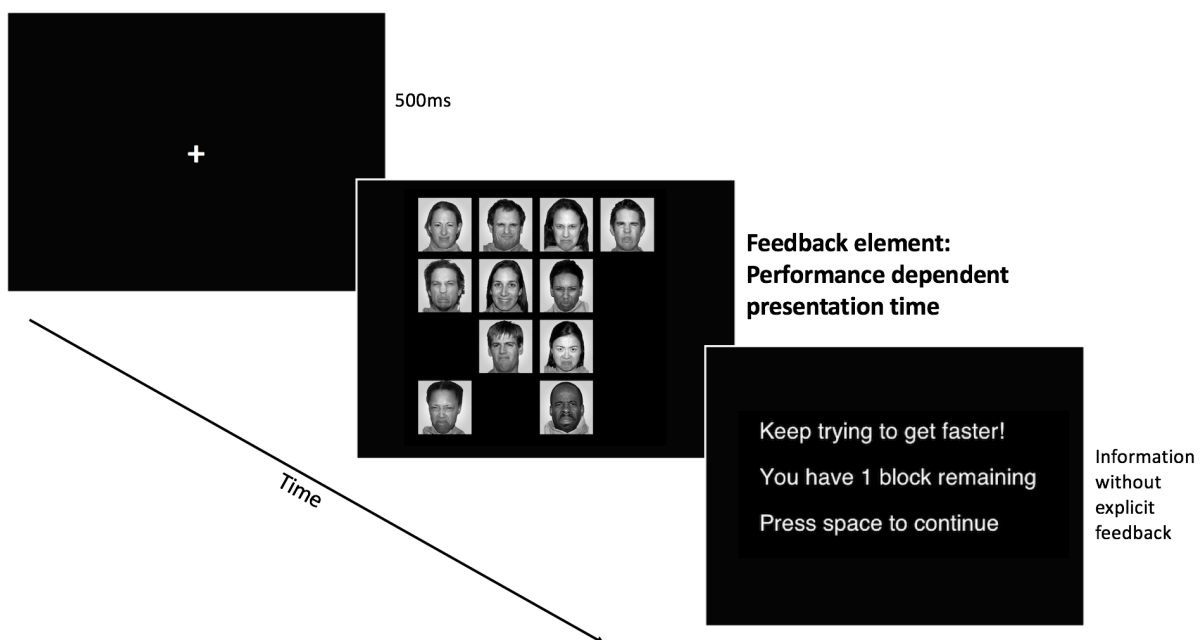 +
500ms
Feedback element:
Performance dependent
presentation time
Time
Keep trying to get faster!
You have 1 block remaining
Press space to continue
Information
without
explicit
feedback